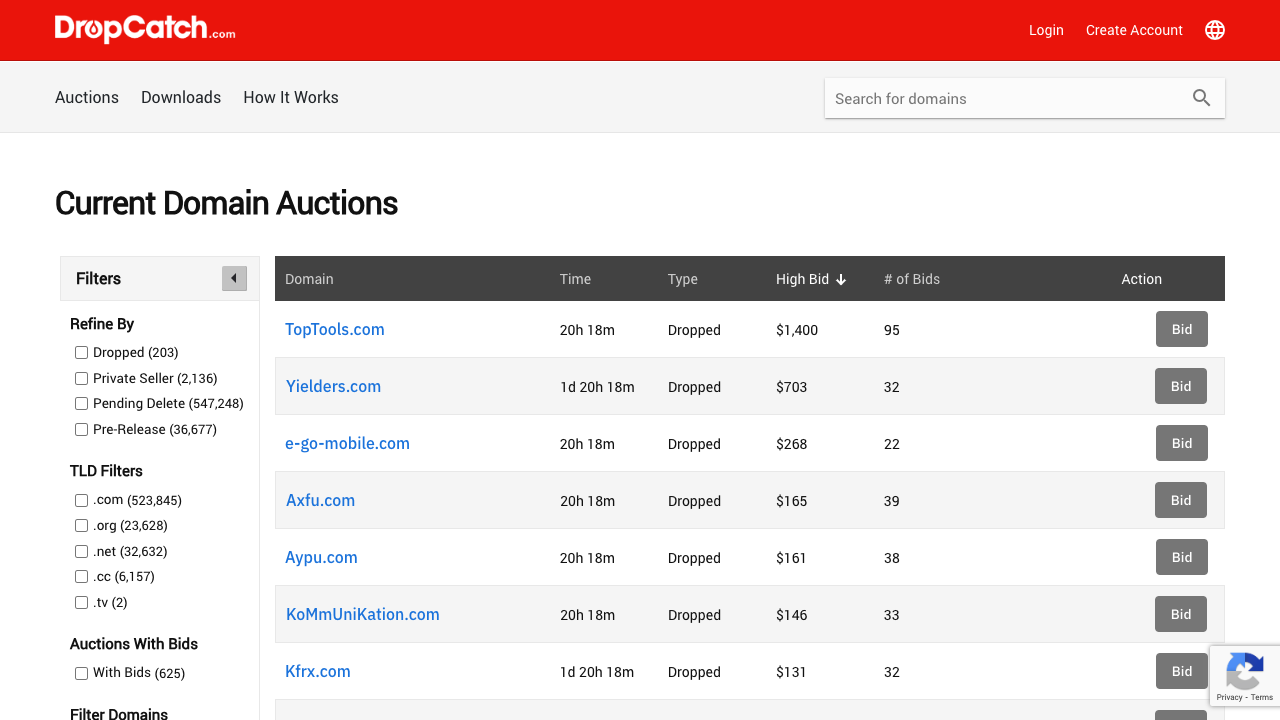 DropCatch.com
Login Create Account
Auctions Downloads How It Works
Search for domains
Current Domain Auctions
Filters
Refine By
Dropped (203)
Private Seller (2,136)
Pending Delete (547,248)
Pre-Release (36,677)
TLD Filters
.com (523,845)
.org (23,628)
.net (32,632)
.cc (6,157)
.tv (2)
Auctions With Bids
With Bids (625)
Filter Domains
Domain Time Type High Bid # of Bids Action
TopTools.com 20h 18m Dropped $1,400 95 Bid
Yielders.com 1d 20h 18m Dropped $703 32 Bid
e-go-mobile.com 20h 18m Dropped $268 22 Bid
Axfu.com 20h 18m Dropped $165 39 Bid
Aypu.com 20h 18m Dropped $161 38 Bid
KoMmUniKation.com 20h 18m Dropped $146 33 Bid
Kfrx.com 1d 20h 18m Dropped $131 32 Bid
Privacy - Terms